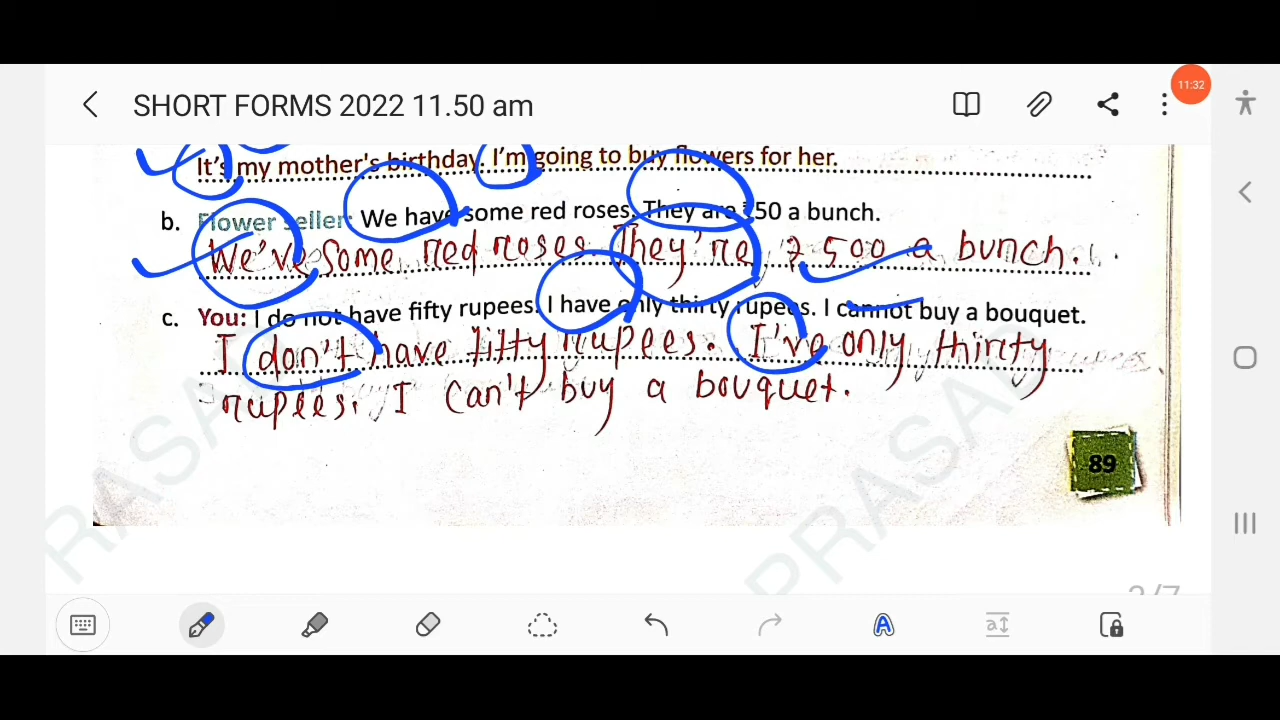 11:32
SHORT FORMS 2022 11.50 am
It's my mother's birthday. I'm going to buy flowers for her.
b. Flower seller: We have some red roses. They are ₹50 a bunch.
We've some red roses. They're ₹ 500 a bunch.
c. You: I do not have fifty rupees. I have only thirty rupees. I cannot buy a bouquet.
I don't have fifty rupees. I've only thirty
rupees. I can't buy a bouquet.
89
PRASAD
PRASAD